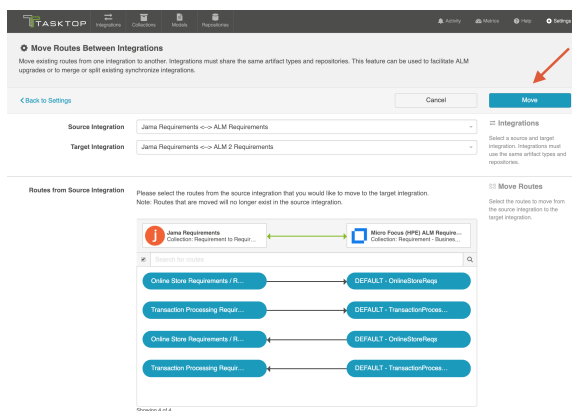 TASKTOP
Integrations
Collections
Models
Repositories
Activity
Metrics
Help
Settings
Move Routes Between Integrations
Move existing routes from one integration to another. Integrations must share the same artifact types and repositories. This feature can be used to facilitate ALM
upgrades or to merge or split existing synchronize integrations.
Back to Settings
Cancel
Move
Source Integration
Jama Requirements <--> ALM Requirements
Target Integration
Jama Requirements <--> ALM 2 Requirements
Integrations
Select a source and target
integration. Integrations must
use the same artifact types and
repositories.
Routes from Source Integration
Please select the routes from the source integration that you would like to move to the target integration.
Note: Routes that are moved will no longer exist in the source integration.
Move Routes
Select the routes to move from
the source integration to the
target integration.
Jama Requirements
Collection: Requirement to Requir...
Micro Focus (HPE) ALM Require...
Collection: Requirement - Busines...
Search for routes
Online Store Requirements / R...
DEFAULT - OnlineStoreReqs
Transaction Processing Requir...
DEFAULT - TransactionProces...
Online Store Requirements / R...
DEFAULT - OnlineStoreReqs
Transaction Processing Requir...
DEFAULT - TransactionProces...
Showing 4 of 4